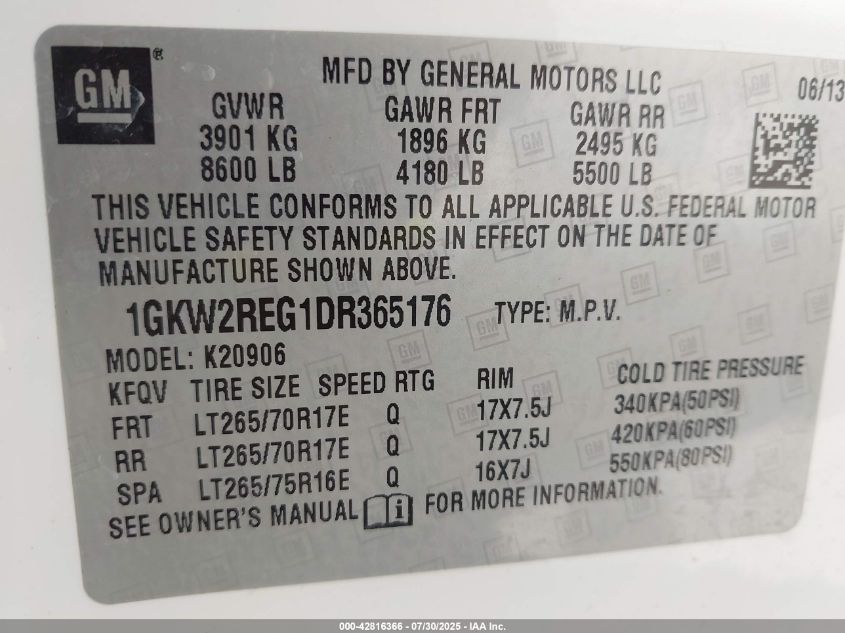 GM ®
MFD BY GENERAL MOTORS LLC
06/13
GVWR GAWR FRT GAWR RR
3901 KG 1896 KG 2495 KG
8600 LB 4180 LB 5500 LB
THIS VEHICLE CONFORMS TO ALL APPLICABLE U.S. FEDERAL MOTOR
VEHICLE SAFETY STANDARDS IN EFFECT ON THE DATE OF
MANUFACTURE SHOWN ABOVE.
1GKW2REG1DR365176 TYPE: M.P.V.
MODEL: K20906
KFQV TIRE SIZE SPEED RTG RIM COLD TIRE PRESSURE
FRT LT265/70R17E Q 17X7.5J 340KPA(50PSI)
RR LT265/70R17E Q 17X7.5J 420KPA(60PSI)
SPA LT265/75R16E Q 16X7J 550KPA(80PSI)
SEE OWNER'S MANUAL i FOR MORE INFORMATION.
000-42816366 - 07/30/2025 - IAA Inc.